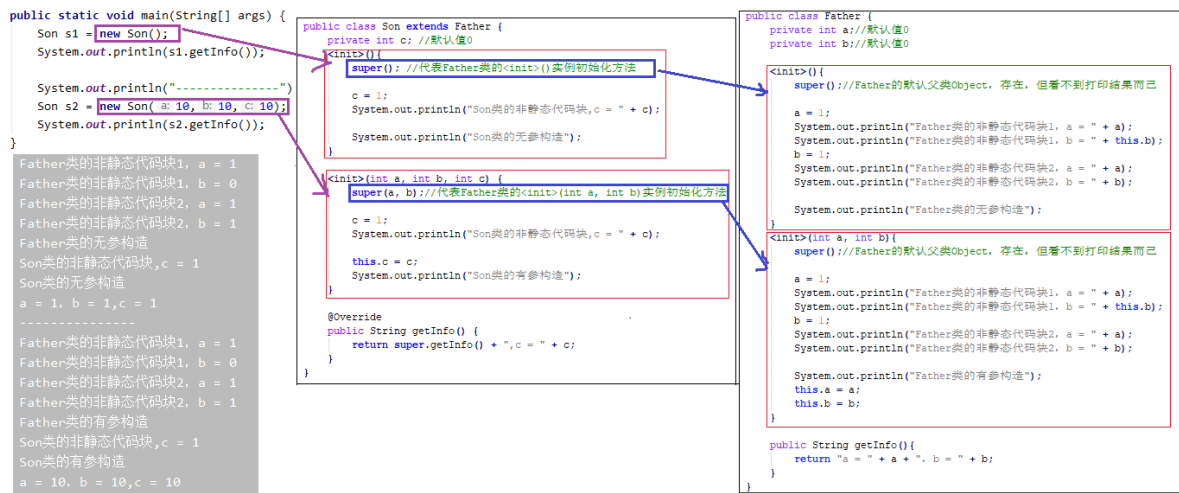 public static void main(String[] args) {
Son s1 = new Son();
System.out.println(s1.getInfo());
System.out.println("---------------")
Son s2 = new Son( a: 10, b: 10, c: 10);
System.out.println(s2.getInfo());
}
Father类的非静态代码块1, a = 1
Father类的非静态代码块1, b = 0
Father类的非静态代码块2, a = 1
Father类的非静态代码块2, b = 1
Father类的无参构造
Son类的非静态代码块,c = 1
Son类的无参构造
a = 1, b = 1,c = 1
---------------
Father类的非静态代码块1, a = 1
Father类的非静态代码块1, b = 0
Father类的非静态代码块2, a = 1
Father类的非静态代码块2, b = 1
Father类的有参构造
Son类的非静态代码块,c = 1
Son类的有参构造
a = 10, b = 10,c = 10
public class Son extends Father {
private int c; //默认值0
<init>(){
super(); //代表Father类的<init>()实例初始化方法
c = 1;
System.out.println("Son类的非静态代码块,c = " + c);
System.out.println("Son类的无参构造");
}
<init>(int a, int b, int c) {
super(a, b);//代表Father类的<init>(int a, int b)实例初始化方法
c = 1;
System.out.println("Son类的非静态代码块,c = " + c);
this.c = c;
System.out.println("Son类的有参构造");
}
@Override
public String getInfo() {
return super.getInfo() + ",c = " + c;
}
}
public class Father {
private int a;//默认值0
private int b;//默认值0
<init>(){
super();//Father的默认父类Object, 存在, 但看不到打印结果而已
a = 1;
System.out.println("Father类的非静态代码块1, a = " + a);
System.out.println("Father类的非静态代码块1, b = " + this.b);
b = 1;
System.out.println("Father类的非静态代码块2, a = " + a);
System.out.println("Father类的非静态代码块2, b = " + b);
System.out.println("Father类的无参构造");
}
<init>(int a, int b){
super();//Father的默认父类Object, 存在, 但看不到打印结果而已
a = 1;
System.out.println("Father类的非静态代码块1, a = " + a);
System.out.println("Father类的非静态代码块1, b = " + this.b);
b = 1;
System.out.println("Father类的非静态代码块2, a = " + a);
System.out.println("Father类的非静态代码块2, b = " + b);
System.out.println("Father类的有参构造");
this.a = a;
this.b = b;
}
public String getInfo(){
return "a = " + a + ", b = " + b;
}
}